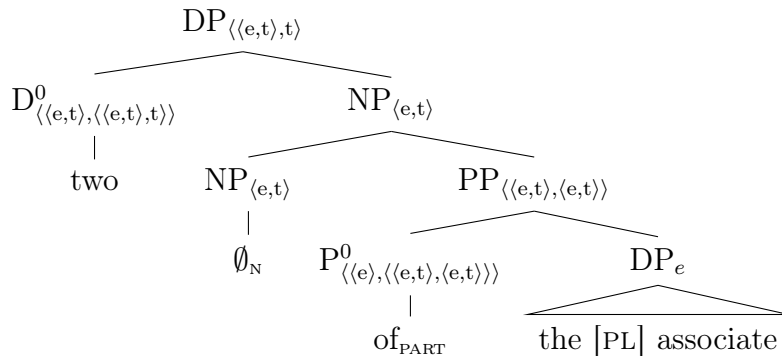 DP⟨⟨e,t⟩,t⟩
D⁰⟨⟨e,t⟩,⟨⟨e,t⟩,t⟩⟩ NP⟨e,t⟩
two NP⟨e,t⟩ PP⟨⟨e,t⟩,⟨e,t⟩⟩
∅N P⁰⟨⟨e⟩,⟨⟨e,t⟩,⟨e,t⟩⟩⟩ DPe
ofPART the [PL] associate